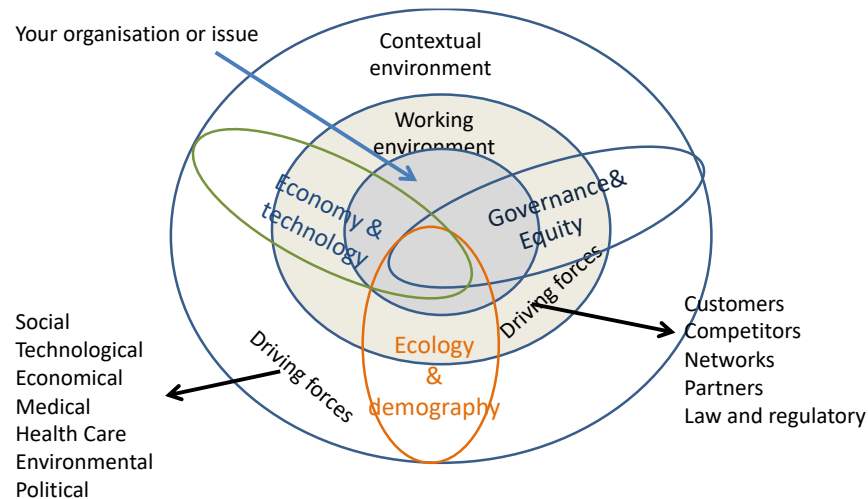 Your organisation or issue
Contextual
environment
Working
environment
Economy &
technology
Governance&
Equity
Driving forces
Ecology
&
demography
Driving forces
Customers
Competitors
Networks
Partners
Law and regulatory
Social
Technological
Economical
Medical
Health Care
Environmental
Political